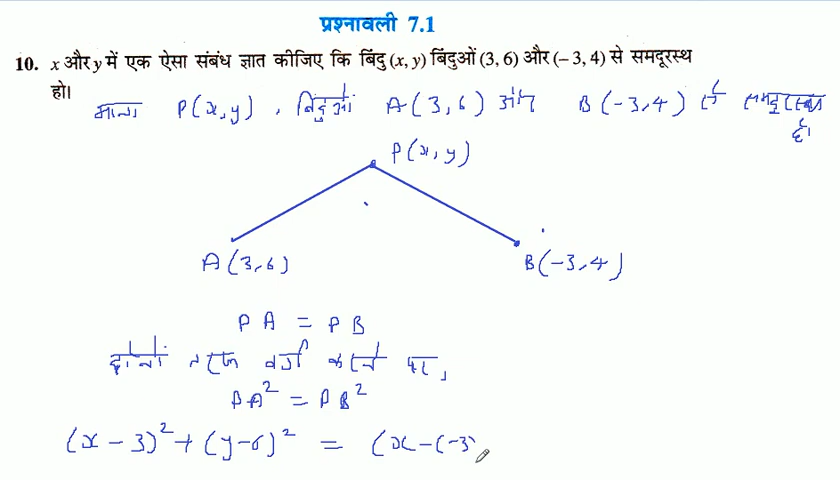 प्रश्नावली 7.1
10. x और y में एक ऐसा संबंध ज्ञात कीजिए कि बिंदु (x, y) बिंदुओं (3, 6) और (– 3, 4) से समदूरस्थ
हो।
माना P(x, y), बिंदुओं A(3, 6) और B(-3, 4) से समदूरस्थ
है।
P(x, y)
A(3, 6) B(-3, 4)
PA = PB
दोनों तरफ वर्ग करने पर,
PA² = PB²
(x - 3)² + (y - 6)² = (x - (-3)